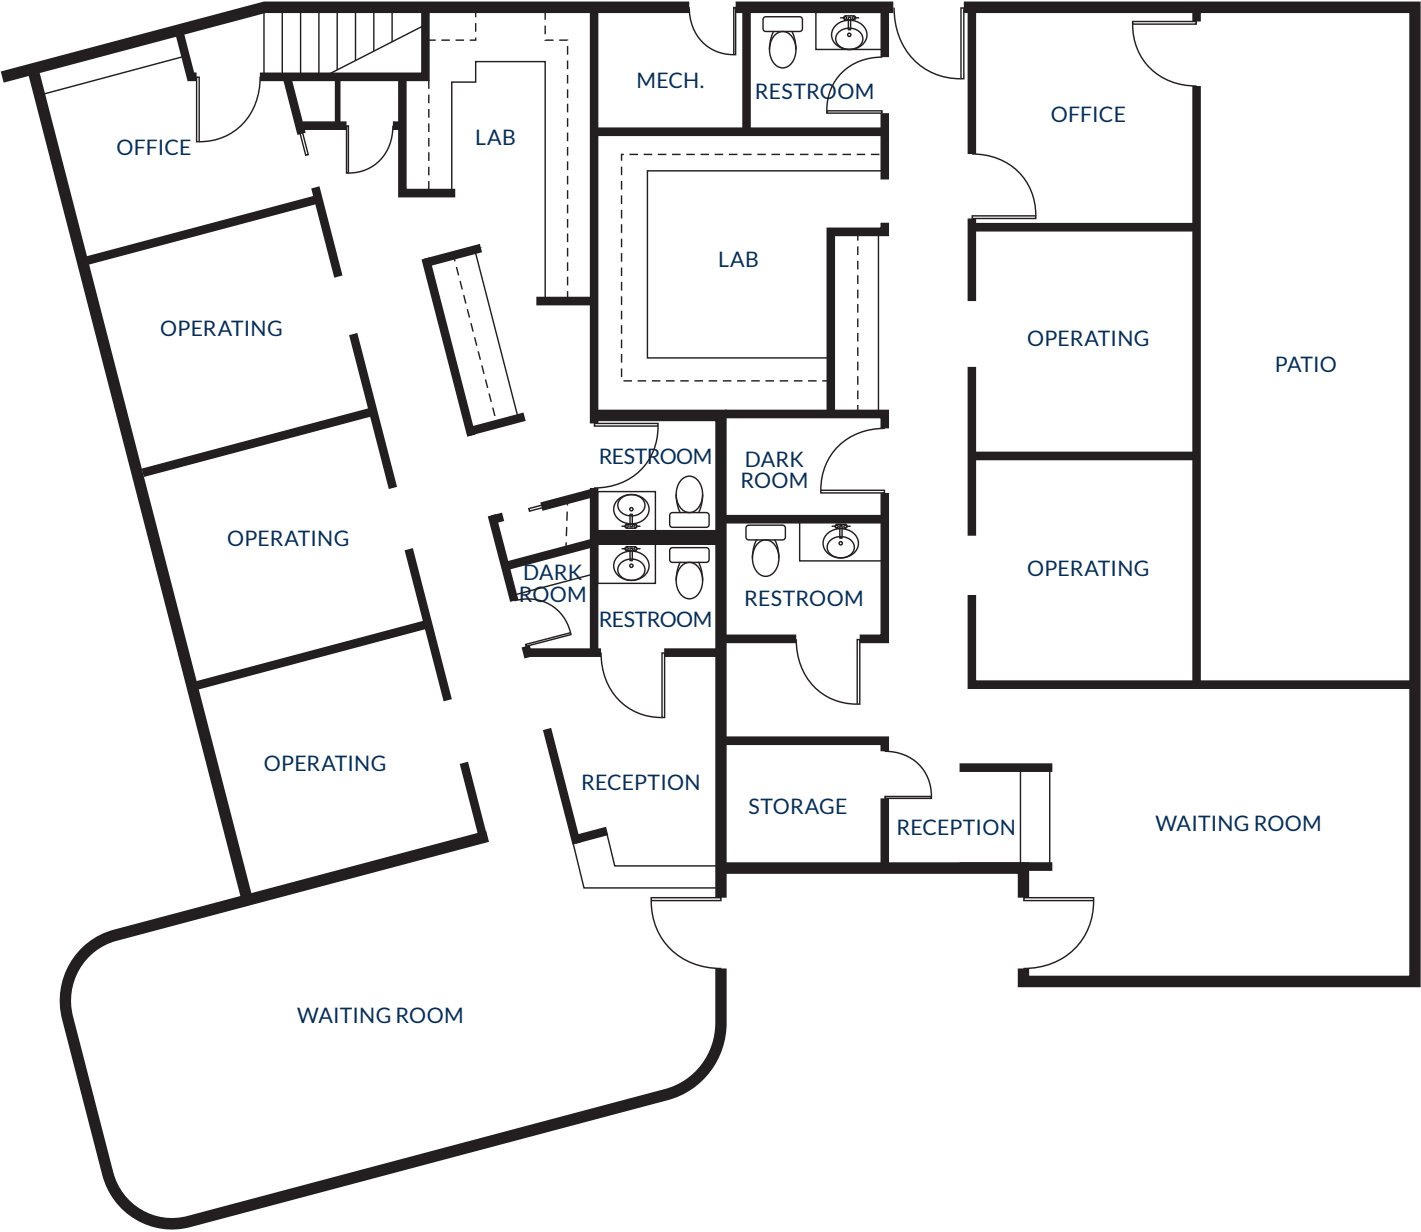 MECH.
RESTROOM
OFFICE
OFFICE
LAB
LAB
OPERATING
OPERATING
PATIO
RESTROOM
DARK
ROOM
OPERATING
OPERATING
DARK
ROOM
RESTROOM
RESTROOM
OPERATING
RECEPTION
STORAGE
RECEPTION
WAITING ROOM
WAITING ROOM